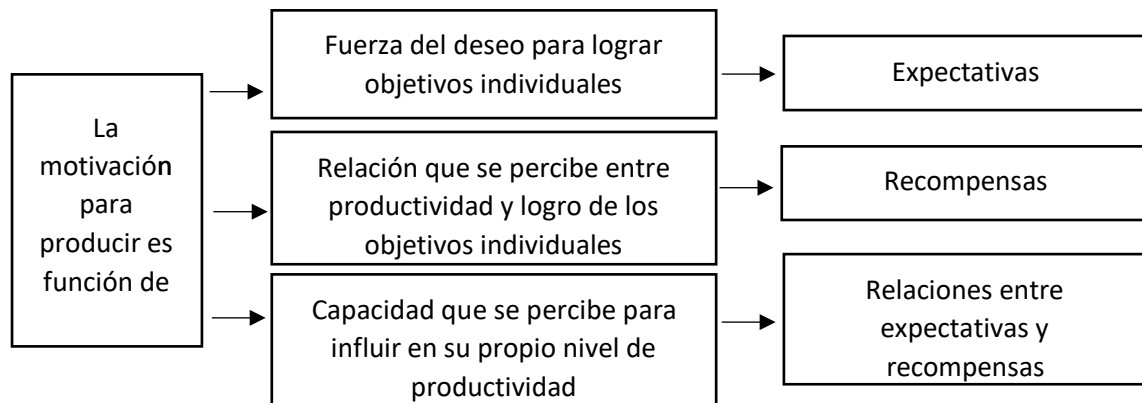 La
motivación
para
producir es
función de
Fuerza del deseo para lograr
objetivos individuales
Expectativas
Relación que se percibe entre
productividad y logro de los
objetivos individuales
Recompensas
Capacidad que se percibe para
influir en su propio nivel de
productividad
Relaciones entre
expectativas y
recompensas